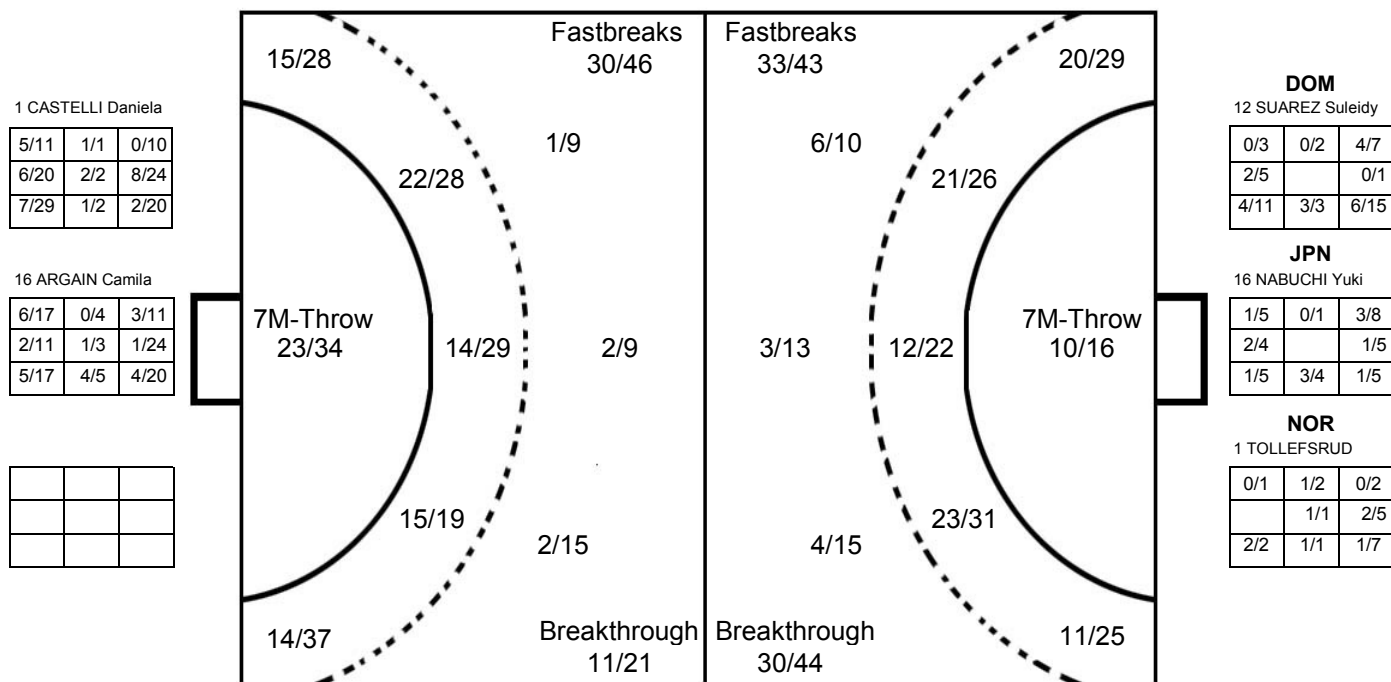 Fastbreaks
30/46
Fastbreaks
33/43
15/28
20/29
1/9
6/10
22/28
21/26
7M-Throw
23/34
14/29
2/9
3/13
12/22
7M-Throw
10/16
15/19
23/31
2/15
4/15
14/37
11/25
Breakthrough
11/21
Breakthrough
30/44
1 CASTELLI Daniela
5/11 1/1 0/10
6/20 2/2 8/24
7/29 1/2 2/20
16 ARGAIN Camila
6/17 0/4 3/11
2/11 1/3 1/24
5/17 4/5 4/20
DOM
12 SUAREZ Suleidy
0/3 0/2 4/7
2/5 0/1
4/11 3/3 6/15
JPN
16 NABUCHI Yuki
1/5 0/1 3/8
2/4 1/5
1/5 3/4 1/5
NOR
1 TOLLEFSRUD
0/1 1/2 0/2
1/1 2/5
2/2 1/1 1/7